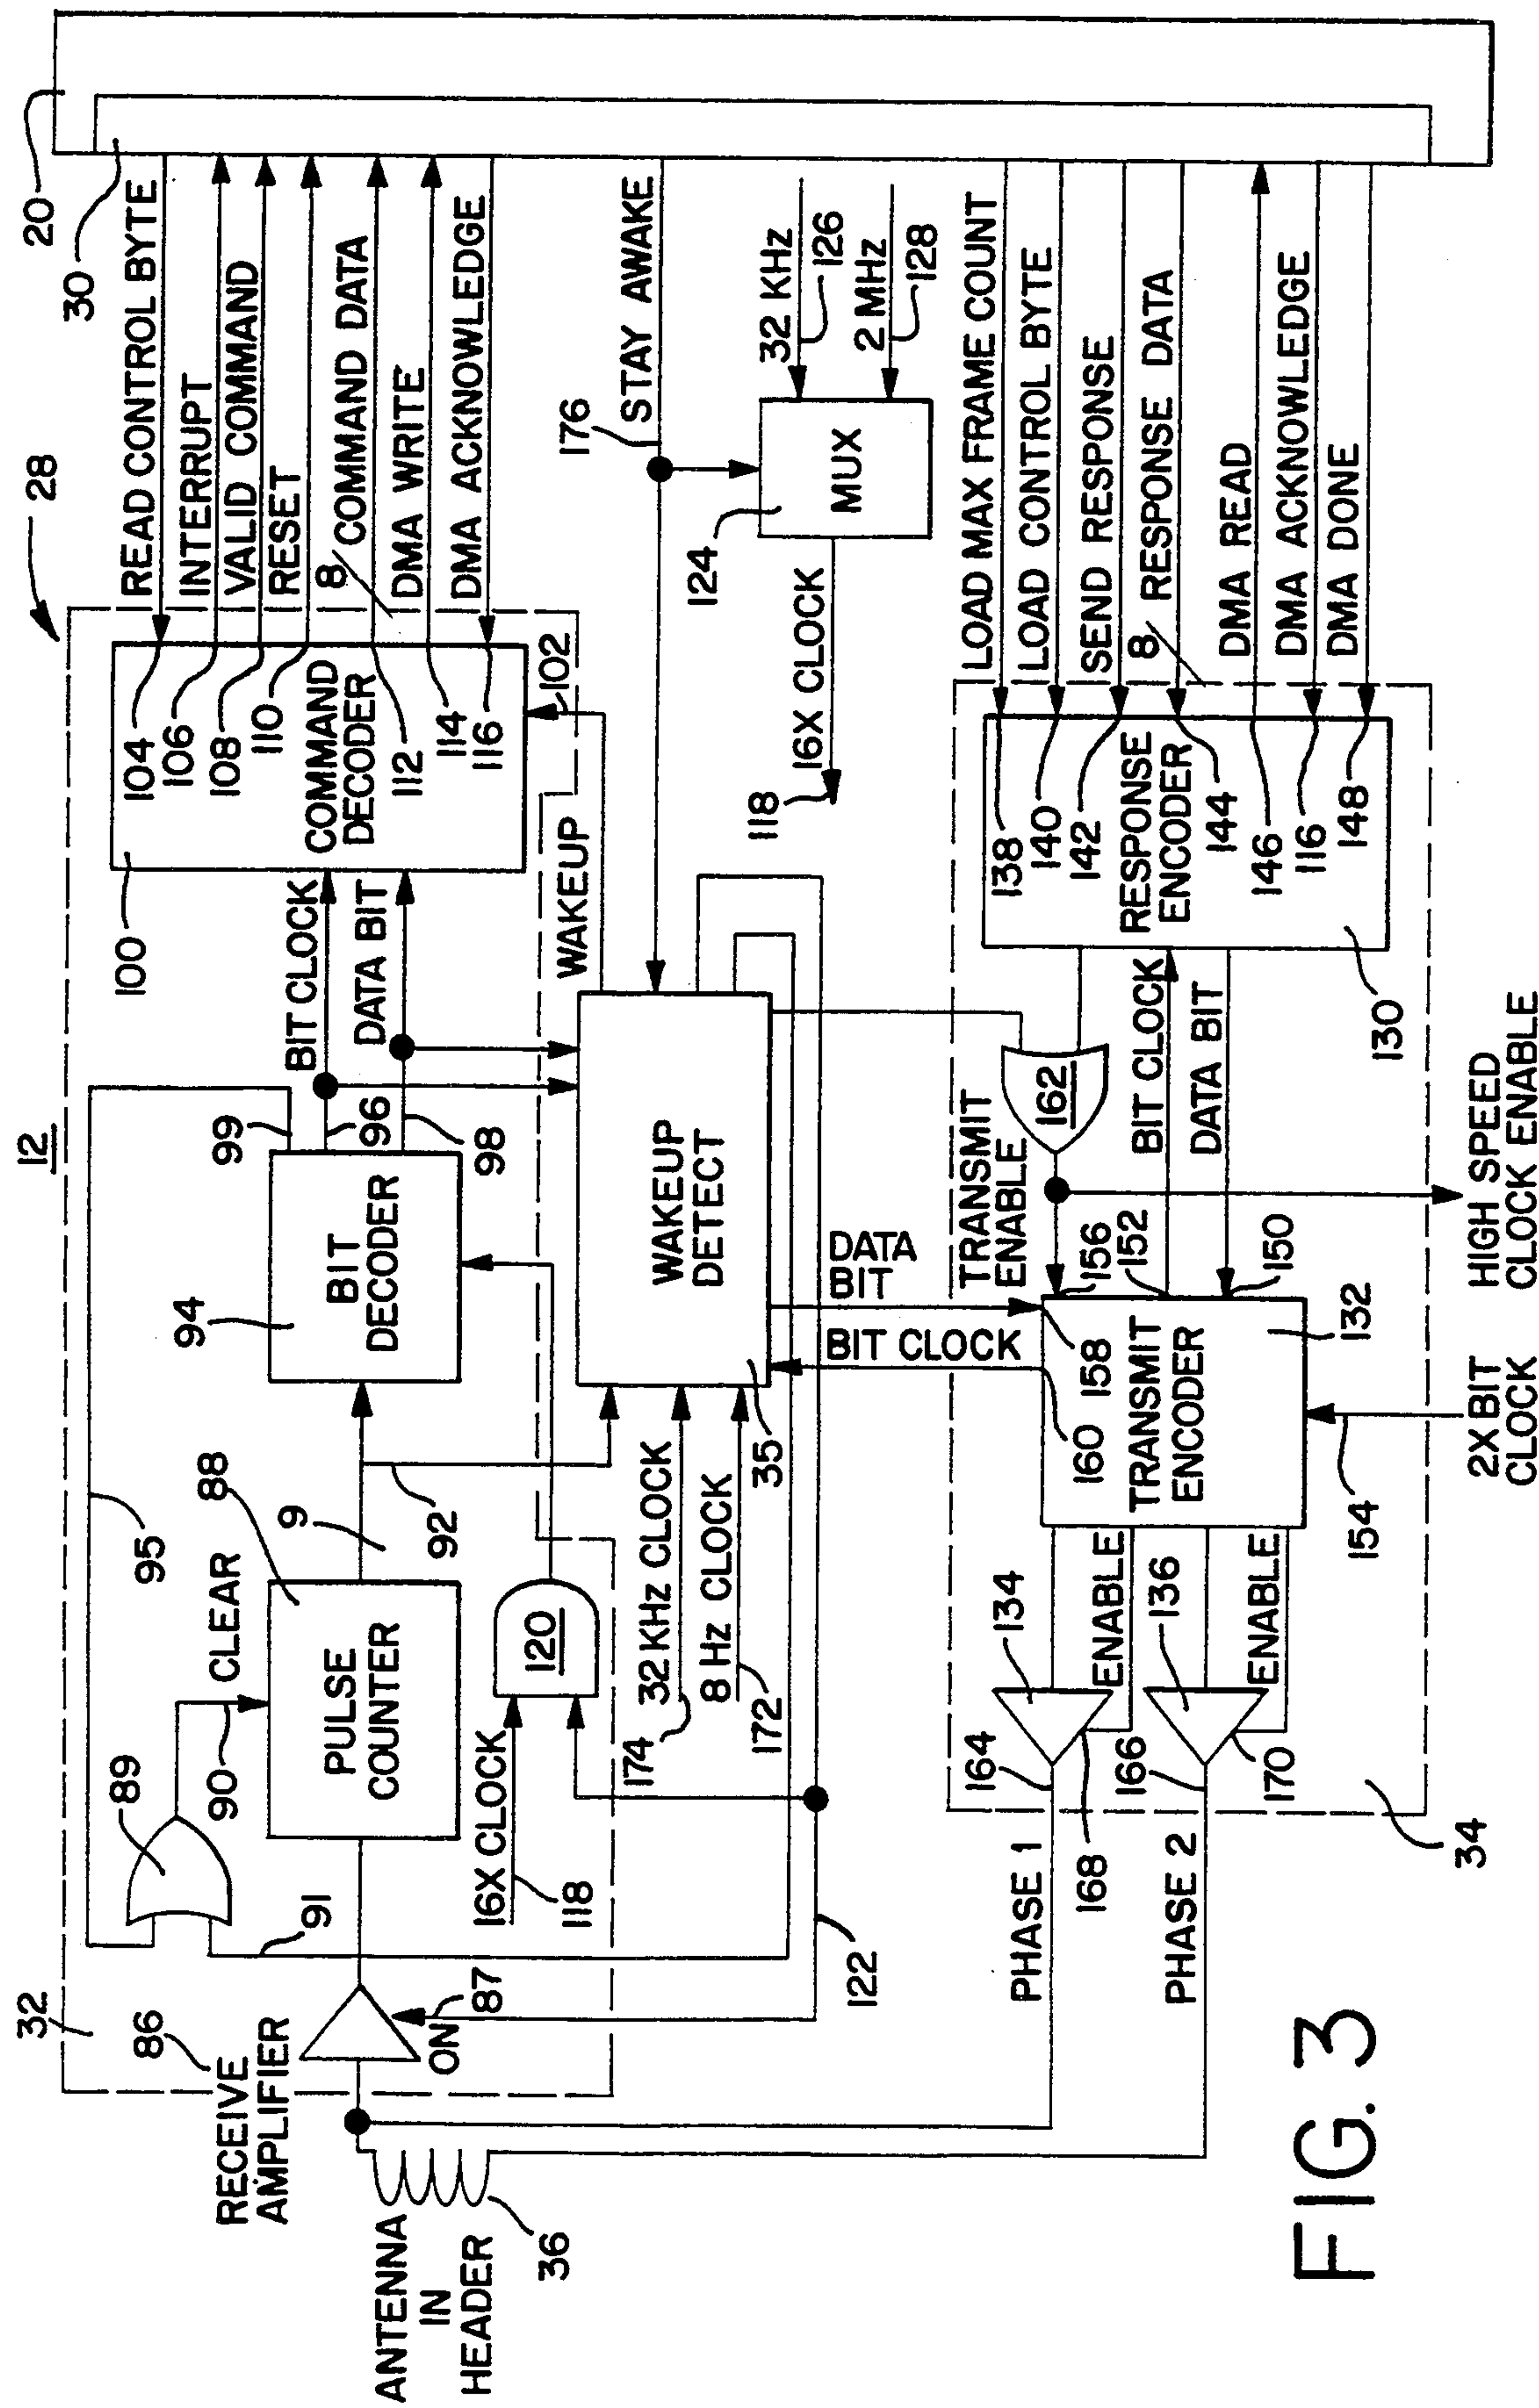 12
28
20
30
32
86
RECEIVE
AMPLIFIER
ON
87
89
90
CLEAR
91
95
88
PULSE
COUNTER
9
92
94
BIT
DECODER
99
96
98
BIT CLOCK
DATA BIT
100
COMMAND
DECODER
102
104
106
108
110
112
114
116
READ CONTROL BYTE
INTERRUPT
VALID COMMAND
RESET
8
COMMAND DATA
DMA WRITE
DMA ACKNOWLEDGE
16X CLOCK
118
120
122
174
32 KHz CLOCK
8 Hz CLOCK
172
35
WAKEUP
DETECT
WAKEUP
176
STAY AWAKE
124
MUX
32 KHz
126
2 MHz
128
16X CLOCK
118
DATA
BIT
BIT CLOCK
ANTENNA
IN
HEADER
36
PHASE 1
PHASE 2
164
166
168
170
134
136
ENABLE
ENABLE
34
158
160
TRANSMIT
ENCODER
132
154
2X BIT
CLOCK
156
152
150
TRANSMIT
ENABLE
162
BIT CLOCK
DATA BIT
HIGH SPEED
CLOCK ENABLE
130
RESPONSE
ENCODER
138
140
142
144
146
116
148
LOAD MAX FRAME COUNT
LOAD CONTROL BYTE
SEND RESPONSE
8
RESPONSE DATA
DMA READ
DMA ACKNOWLEDGE
DMA DONE
FIG. 3